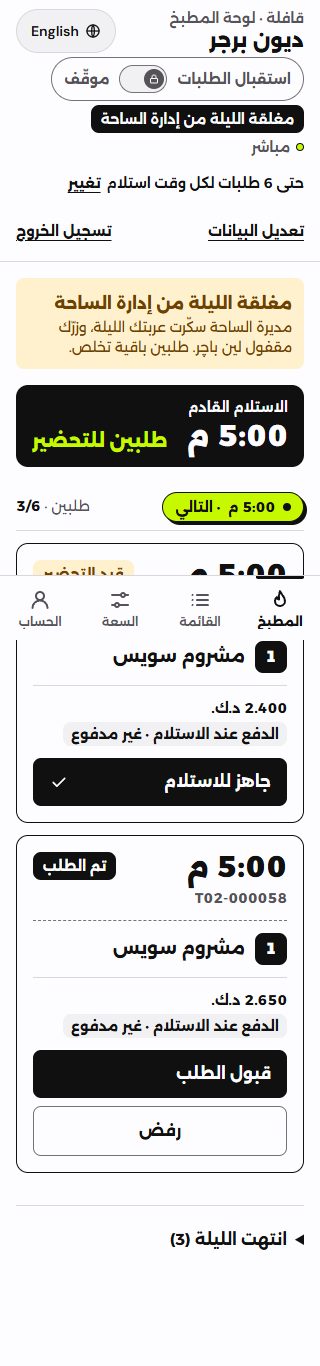 قافلة · لوحة المطبخ
ديون برجر
English
استقبال الطلبات
موقّف
مغلقة الليلة من إدارة الساحة
مباشر
حتى 6 طلبات لكل وقت استلام تغيير
تعديل البيانات
تسجيل الخروج
مغلقة الليلة من إدارة الساحة
مديرة الساحة سكّرت عربتك الليلة، وزرّك
مقفول لين باچر. طلبين باقية تخلص.
الاستلام القادم
5:00 م
طلبين للتحضير
5:00 م · التالي
طلبين · 3/6
المطبخ
القائمة
السعة
الحساب
1 مشروم سويس
2.400 د.ك.
الدفع عند الاستلام · غير مدفوع
جاهز للاستلام
5:00 م
تم الطلب
T02-000058
1 مشروم سويس
2.650 د.ك.
الدفع عند الاستلام · غير مدفوع
قبول الطلب
رفض
انتهت الليلة (3)